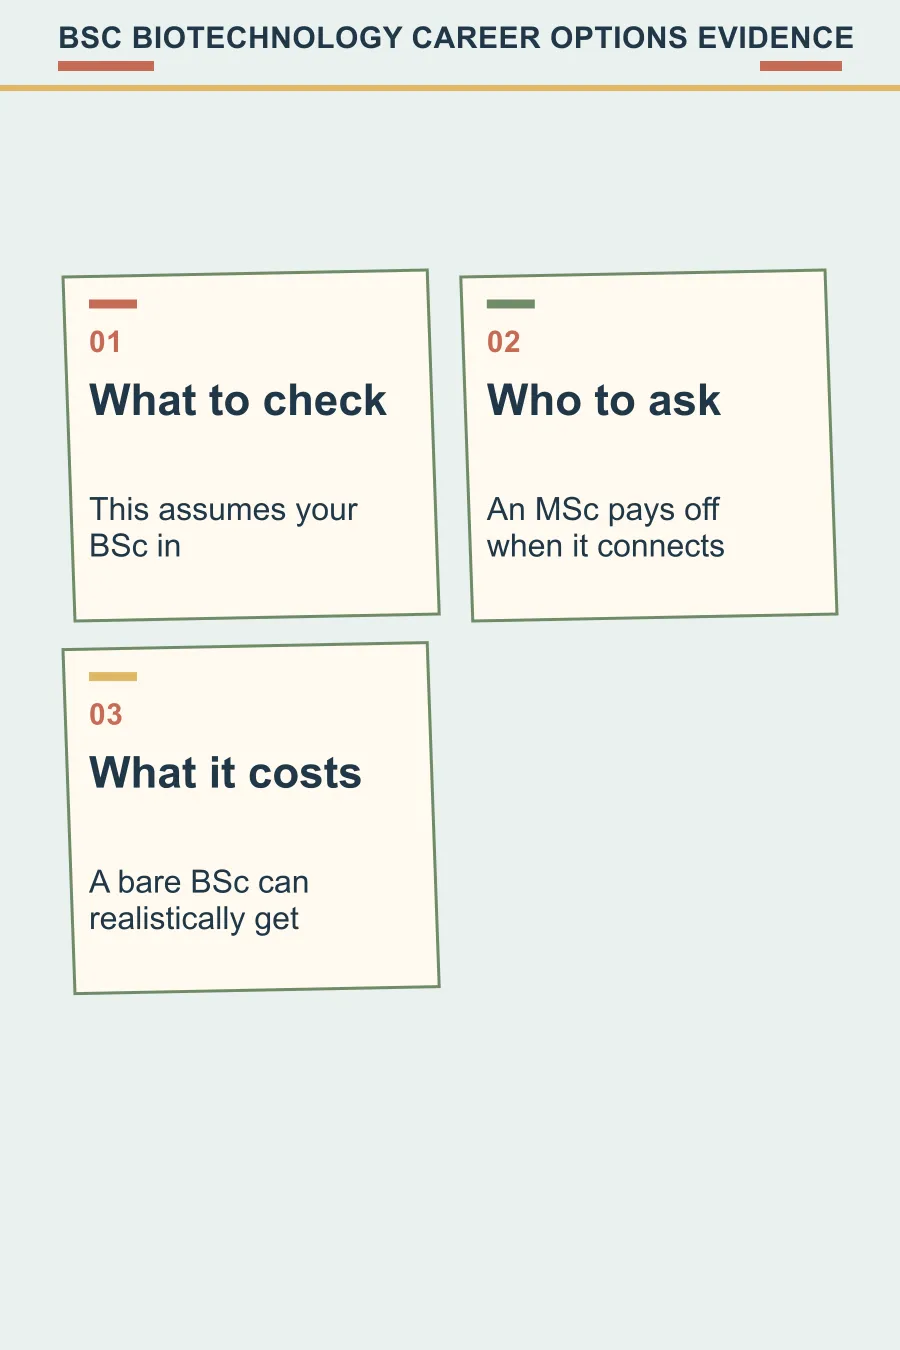 BSC BIOTECHNOLOGY CAREER OPTIONS EVIDENCE
01
What to check
This assumes your
BSc in
02
Who to ask
An MSc pays off
when it connects
03
What it costs
A bare BSc can
realistically get